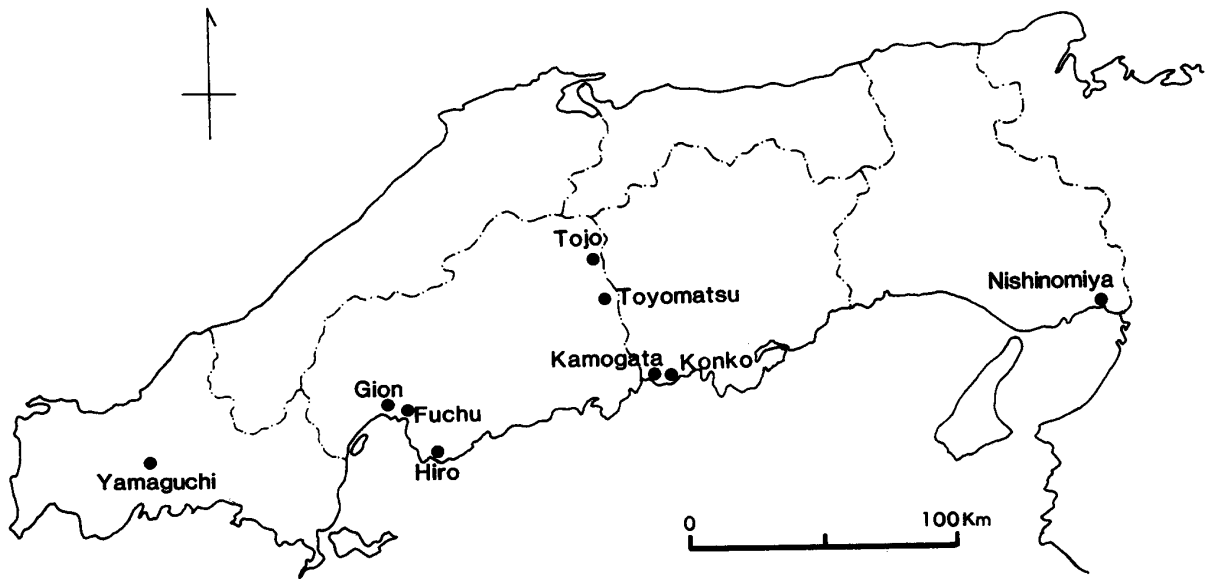 Tojo
Toyomatsu
Nishinomiya
Kamogata
Konko
Gion
Fuchu
Hiro
Yamaguchi
0
100Km